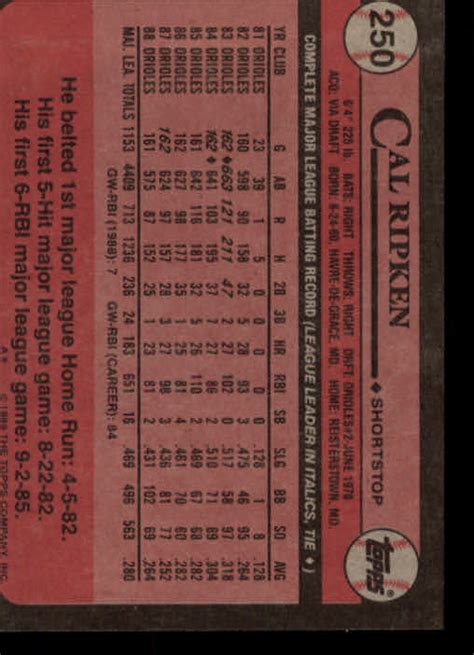 250
CAL RIPKEN ♦ SHORTSTOP
TOPPS®
6'4" 220 lb. BATS: RIGHT THROWS: RIGHT DRFT: ORIOLES #2-JUNE 1978
ACQ: VIA DRAFT BORN: 8-24-60, HAVRE DE GRACE, MD. HOME: REISTERSTOWN, MD.
COMPLETE MAJOR LEAGUE BATTING RECORD (LEAGUE LEADER IN ITALICS, TIE ♦)
YR CLUB G AB R H 2B 3B HR RBI SB SLG BB SO AVG
81 ORIOLES 23 39 1 5 0 0 0 0 0 .128 1 8 .128
82 ORIOLES 160 598 90 158 32 5 28 93 3 .475 46 95 .264
83 ORIOLES 162♦ 663 121 211 47 2 27 102 0 .517 58 97 .318
84 ORIOLES 162♦ 641 103 195 37 7 27 86 2 .510 71 89 .304
85 ORIOLES 161 642 116 181 32 5 26 110 2 .469 67 68 .282
86 ORIOLES 162 627 98 177 35 1 25 81 4 .461 70 60 .282
87 ORIOLES 162 624 97 157 28 3 27 98 3 .436 81 77 .252
88 ORIOLES 161 575 87 152 25 1 23 81 2 .431 102 69 .264
MAJ. LEA. TOTALS 1153 4409 713 1236 236 24 183 651 16 .469 496 563 .280
GW-RBI (1988): 7 GW-RBI (CAREER): 84
He belted 1st major league Home Run: 4-5-82.
His first 5-Hit major league game: 8-22-82.
His first 6-RBI major league game: 9-2-85.
A* ©1989 THE TOPPS COMPANY, INC.